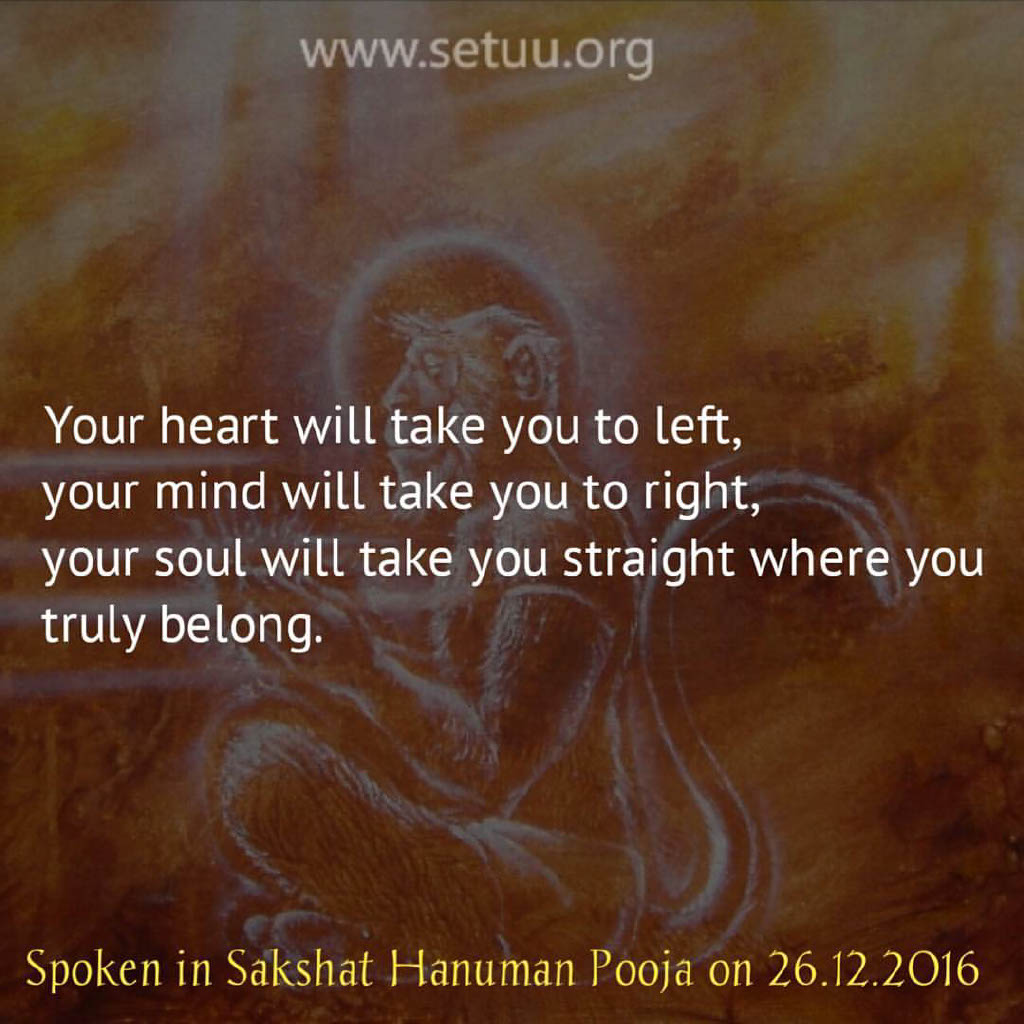 www.setuu.org
Your heart will take you to left,
your mind will take you to right,
your soul will take you straight where you
truly belong.
Spoken in Sakshat Hanuman Pooja on 26.12.2016